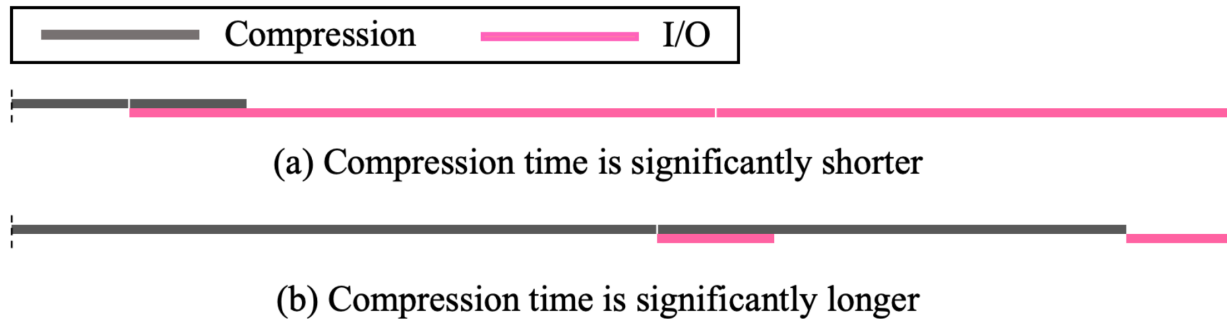 Compression I/O
(a) Compression time is significantly shorter
(b) Compression time is significantly longer